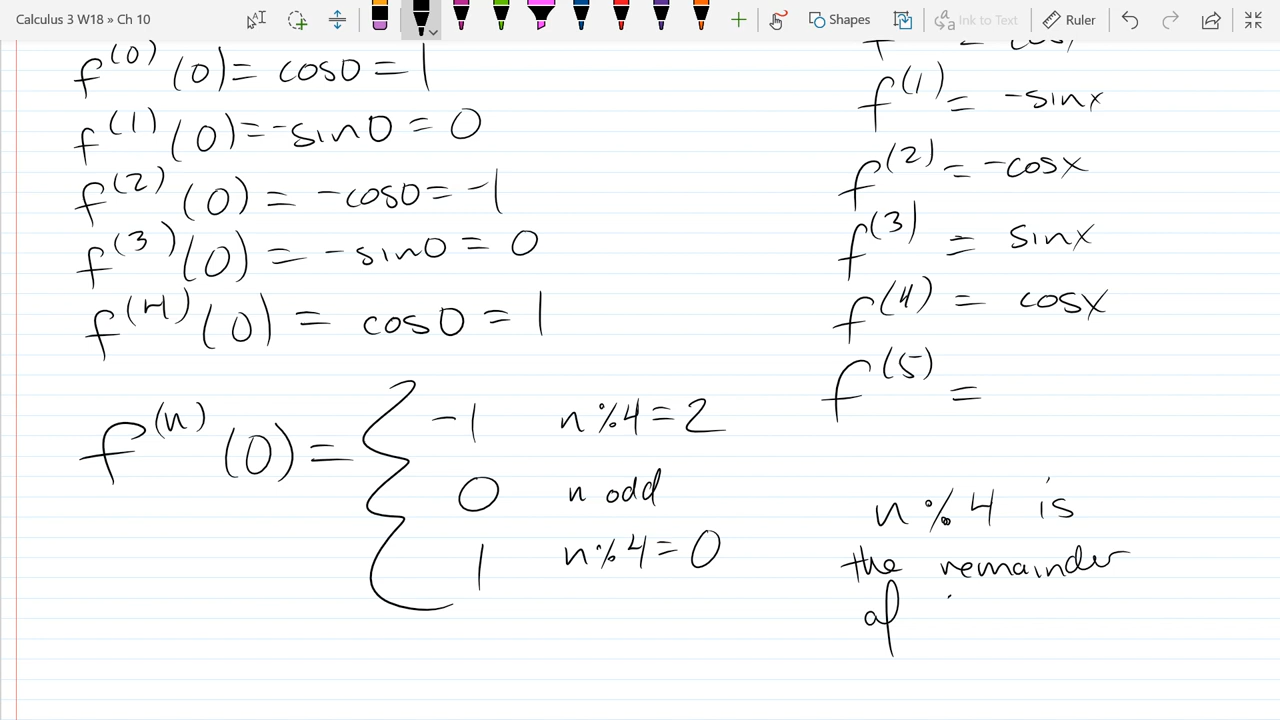 Calculus 3 W18 » Ch 10
Shapes
Link to Text
Ruler
f^(0) (0) = cos0 = 1
f^(1) (0) = -sin0 = 0
f^(2) (0) = -cos0 = -1
f^(3) (0) = -sin0 = 0
f^(4) (0) = cos0 = 1
f^(n) (0) = { -1 n%4=2
0 n odd
1 n%4=0
f^(1) = -sinx
f^(2) = -cosx
f^(3) = sinx
f^(4) = cosx
f^(5) =
n%4 is
the remainder
of